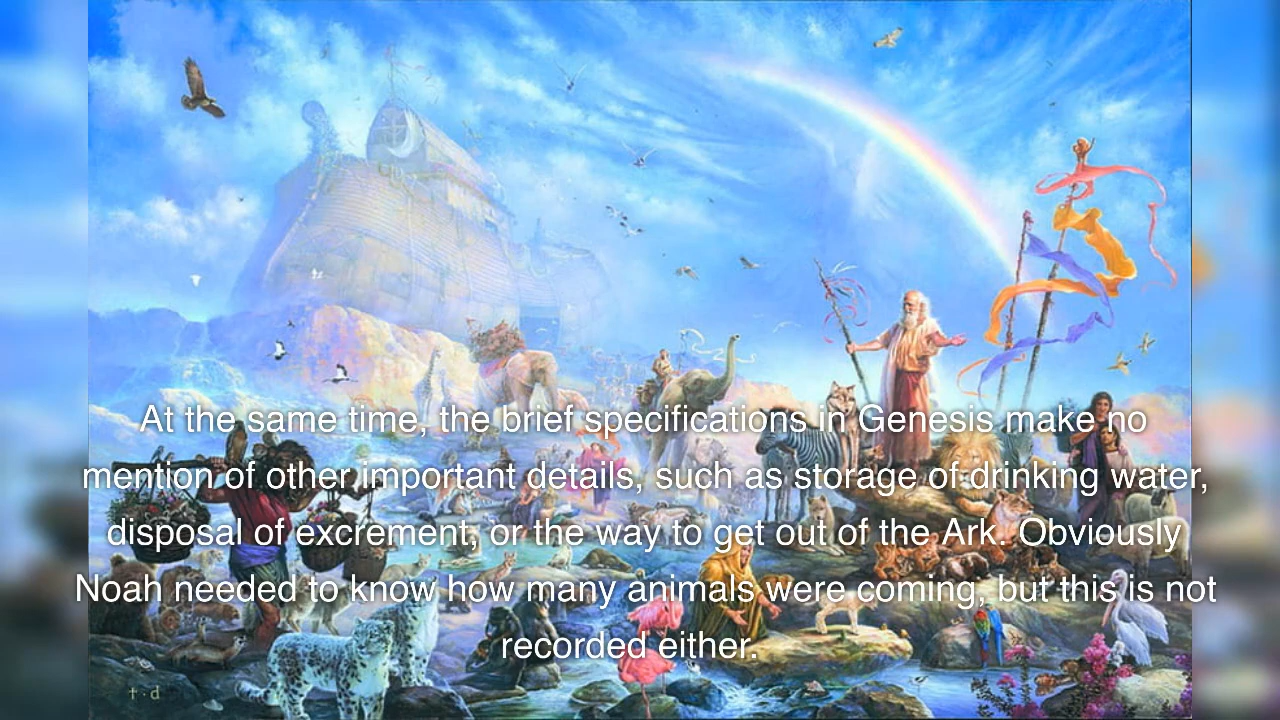 At the same time, the brief specifications in Genesis make no
mention of other important details, such as storage of drinking water,
disposal of excrement, or the way to get out of the Ark. Obviously
Noah needed to know how many animals were coming, but this is not
recorded either.
t·d